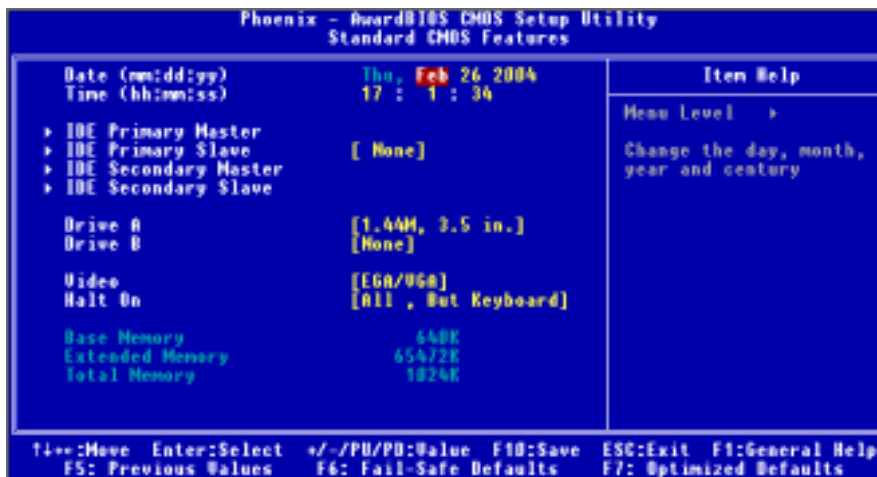 Phoenix - AwardBIOS CMOS Setup Utility
Standard CMOS Features
Date (mm:dd:yy) Thu, Feb 26 2004
Time (hh:mm:ss) 17 : 1 : 34
IDE Primary Master
IDE Primary Slave [ None]
IDE Secondary Master
IDE Secondary Slave
Drive A [1.44M, 3.5 in.]
Drive B [None]
Video [EGA/VGA]
Halt On [All , But Keyboard]
Base Memory 640K
Extended Memory 65472K
Total Memory 1024K
Item Help
Menu Level
Change the day, month,
year and century
↑↓→←:Move Enter:Select +/-/PU/PD:Value F10:Save ESC:Exit F1:General Help
F5: Previous Values F6: Fail-Safe Defaults F7: Optimized Defaults